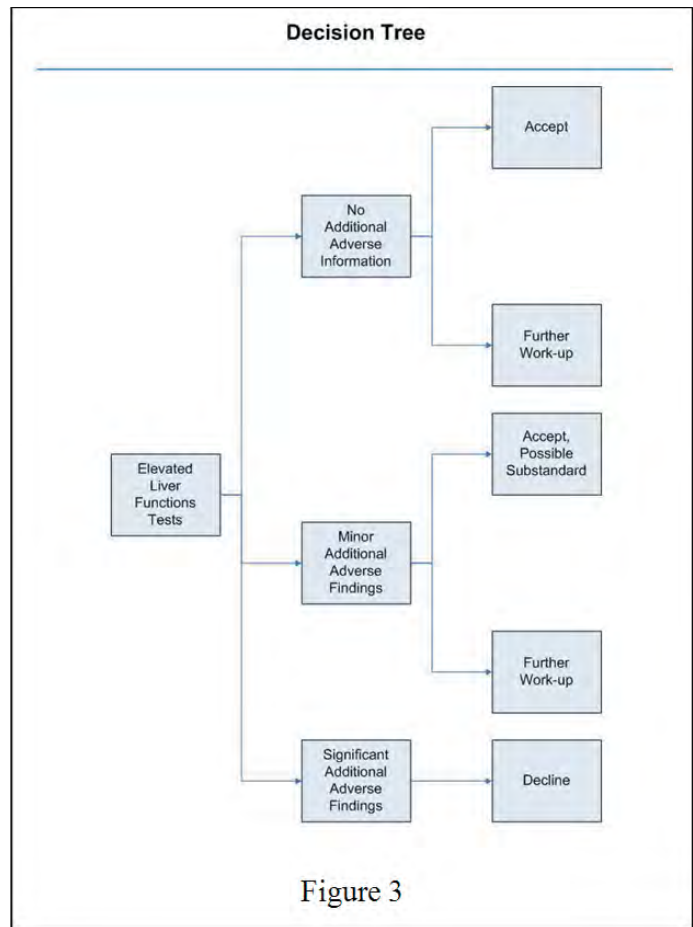 Decision Tree
Accept
No
Additional
Adverse
Information
Further
Work-up
Accept,
Possible
Substandard
Elevated
Liver
Functions
Tests
Minor
Additional
Adverse
Findings
Further
Work-up
Significant
Additional
Adverse
Findings
Decline
Figure 3